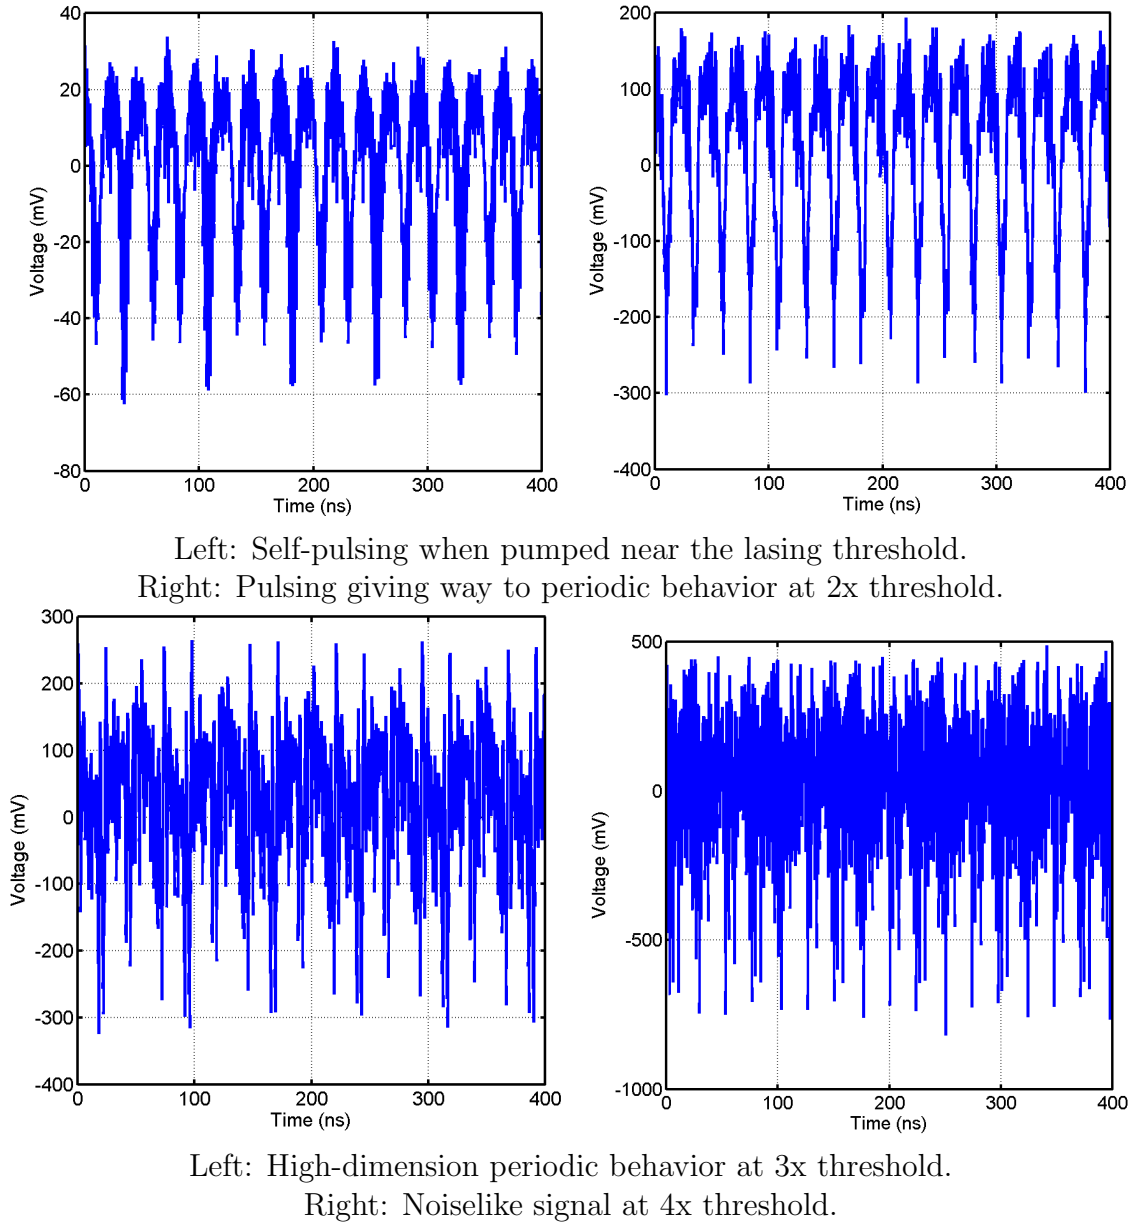 40
20
0
-20
-40
-60
-80
Voltage (mV)
0 100 200 300 400
Time (ns)
200
100
0
-100
-200
-300
-400
Voltage (mV)
0 100 200 300 400
Time (ns)
Left: Self-pulsing when pumped near the lasing threshold.
Right: Pulsing giving way to periodic behavior at 2x threshold.
300
200
100
0
-100
-200
-300
-400
Voltage (mV)
0 100 200 300 400
Time (ns)
500
0
-500
-1000
Voltage (mV)
0 100 200 300 400
Time (ns)
Left: High-dimension periodic behavior at 3x threshold.
Right: Noiselike signal at 4x threshold.